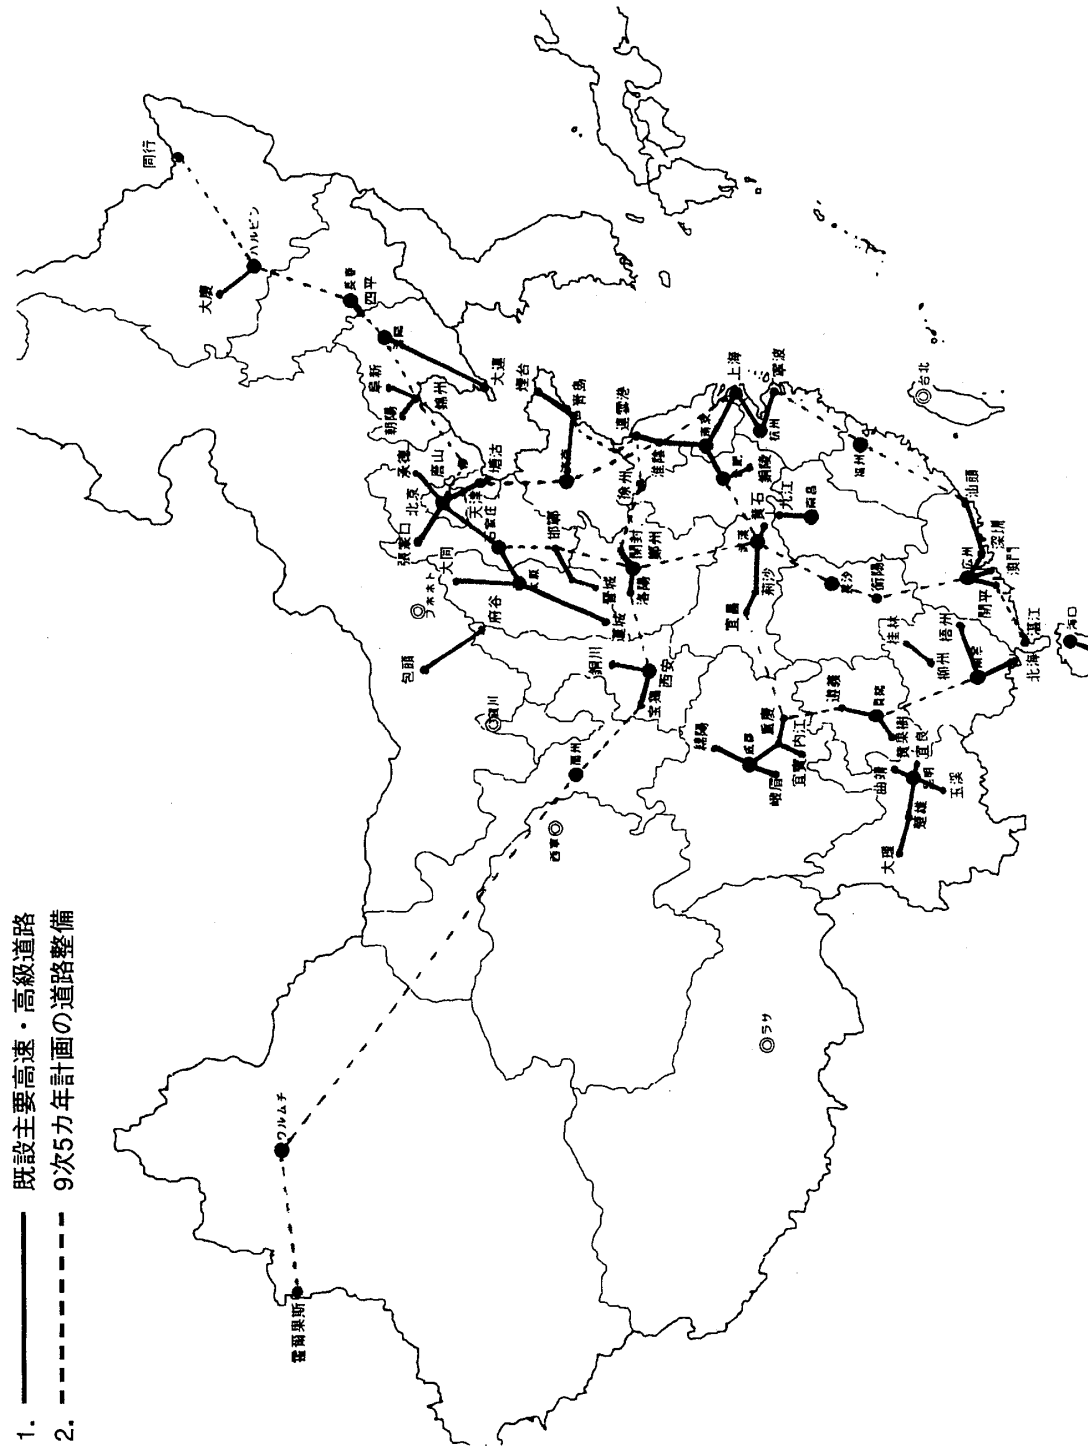 1. 既設主要高速・高級道路
2. 9次5カ年計画の道路整備
同行
ハルビン
大慶
長春
四平
阜新
朝陽
錦州
大連
煙台
青島
承徳
唐山
塘沽
北京
天津
張家口
石家庄
大同
邯鄲
フホホト
太原
府谷
包頭
晋城
運城
連雲港
淮陰
徐州
開封
鄭州
洛陽
銅川
西安
宝鶏
銀川
蘭州
西寧
上海
寧波
杭州
南京
合肥
銅陵
黄石
九江
南昌
武漢
荊沙
宜昌
長沙
衡陽
福州
台北
汕頭
深圳
広州
澳門
開平
湛江
海口
北海
南寧
梧州
桂林
柳州
遵義
貴陽
黄果樹
重慶
内江
宜賓
成都
綿陽
峨眉
曲靖
宜良
昆明
玉渓
楚雄
大理
ラサ
ウルムチ
霍爾果斯